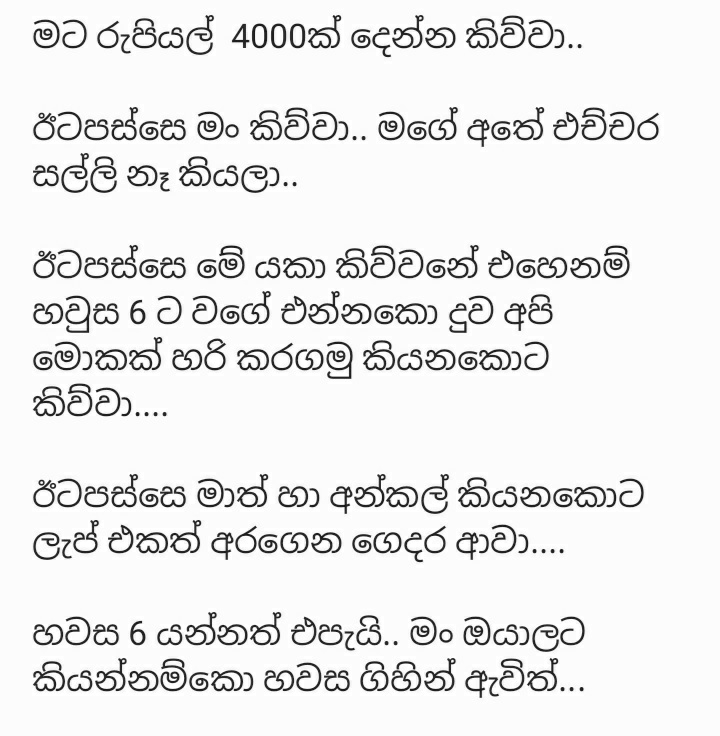 මට රුපියල්  4000ක් දෙන්න කිව්වා..
ඊටපස්සෙ මං කිව්වා.. මගේ අතේ එච්චර
සල්ලි නෑ කියලා..
ඊටපස්සෙ මේ යකා කිව්වනේ එහෙනම්
හවුස 6 ට වගේ එන්නකො දුව අපි
මොකක් හරි කරගමු කියනකොට
කිව්වා....
ඊටපස්සෙ මාත් හා අන්කල් කියනකොට
ලැප් එකත් අරගෙන ගෙදර ආවා....
හවස 6 යන්නත් එපැයි.. මං ඔයාලට
කියන්නම්කො හවස ගිහින් ඇවිත්...